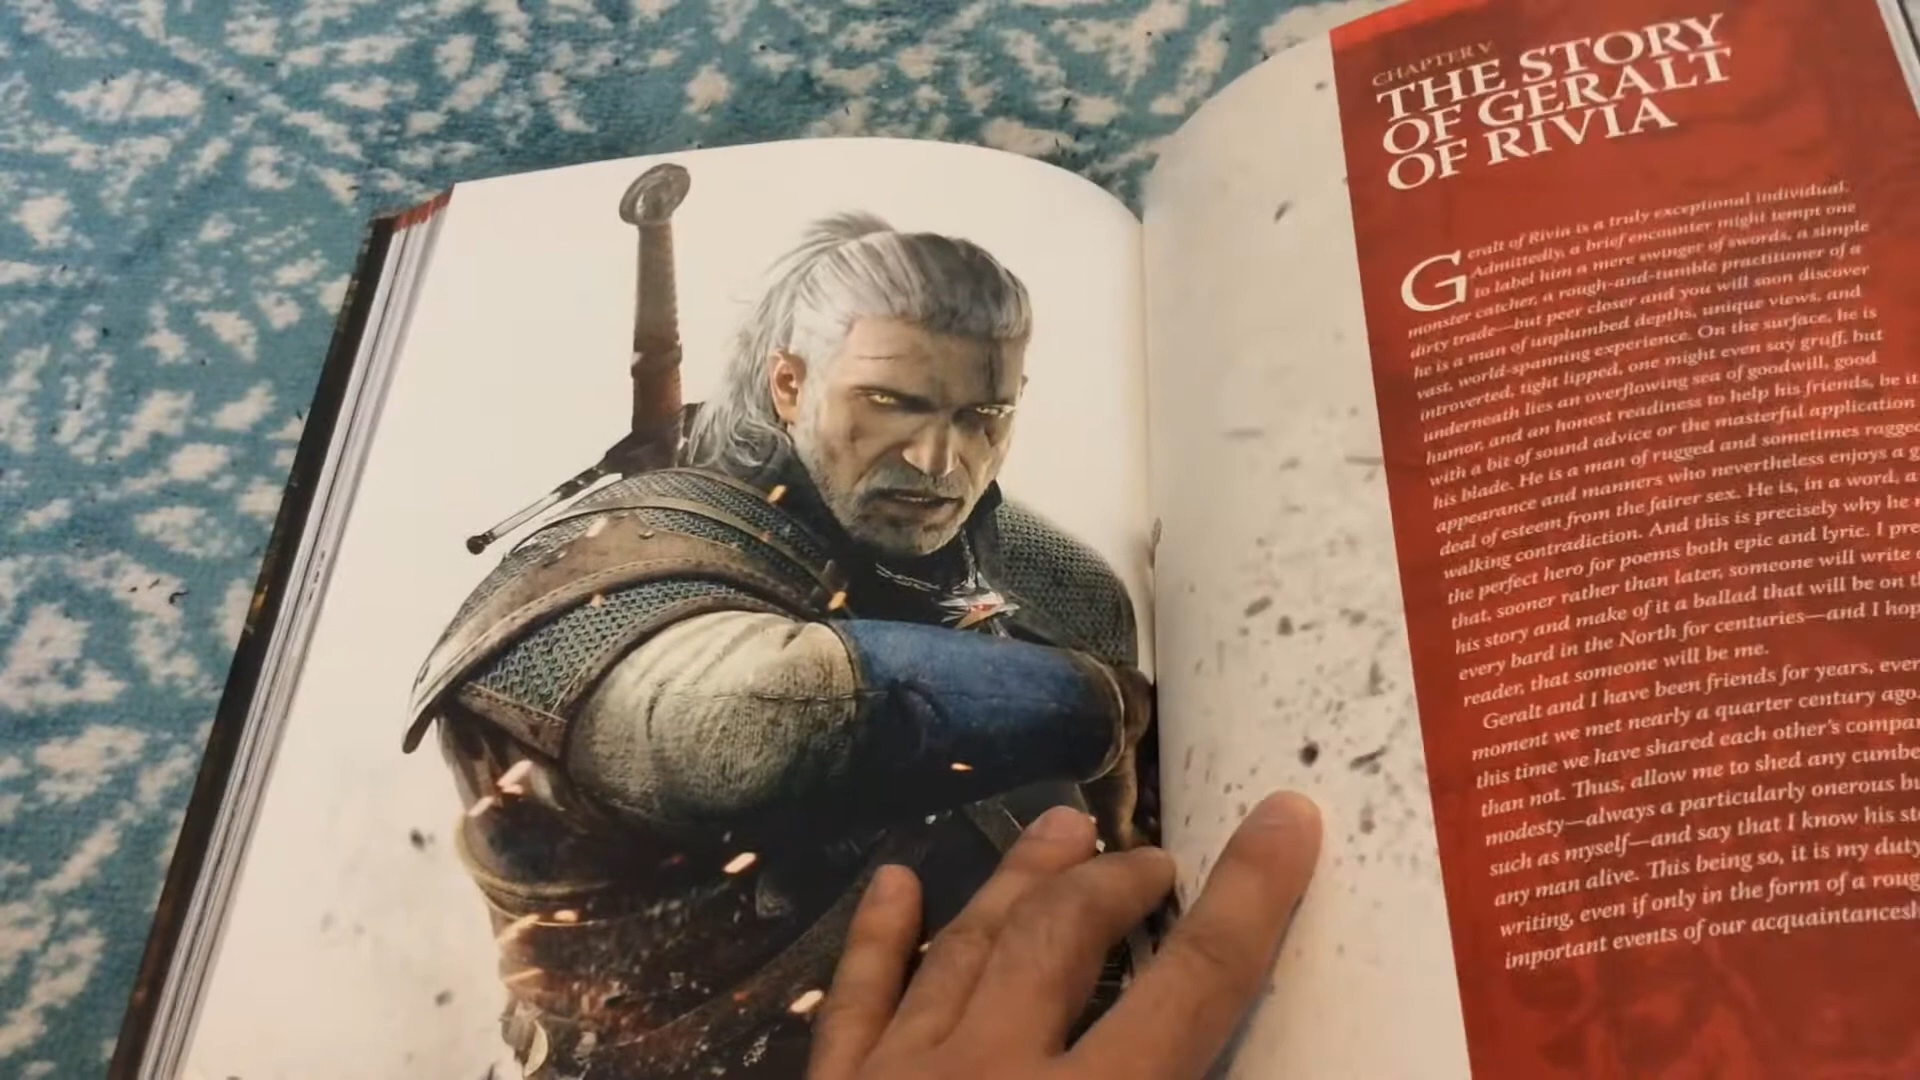 CHAPTER V
THE STORY
OF GERALT
OF RIVIA
Geralt of Rivia is a truly exceptional individual.
Admittedly, a brief encounter might tempt one
to label him a mere swinger of swords, a simple
monster catcher, a rough-and-tumble practitioner of a
dirty trade—but peer closer and you will soon discover
he is a man of unplumbed depths, unique views, and
vast, world-spanning experience. On the surface, he is
introverted, tight lipped, one might even say gruff, but
underneath lies an overflowing sea of goodwill, good
humor, and an honest readiness to help his friends, be it
with a bit of sound advice or the masterful application
his blade. He is a man of rugged and sometimes ragged
appearance and manners who nevertheless enjoys a g
deal of esteem from the fairer sex. He is, in a word, a
walking contradiction. And this is precisely why he
the perfect hero for poems both epic and lyric. I pre
that, sooner rather than later, someone will write
his story and make of it a ballad that will be on th
every bard in the North for centuries—and I hop
reader, that someone will be me.
Geralt and I have been friends for years, ever
moment we met nearly a quarter century ago.
this time we have shared each other's compan
than not. Thus, allow me to shed any cumbe
modesty—always a particularly onerous bu
such as myself—and say that I know his sto
any man alive. This being so, it is my duty
writing, even if only in the form of a roug
important events of our acquaintancesh